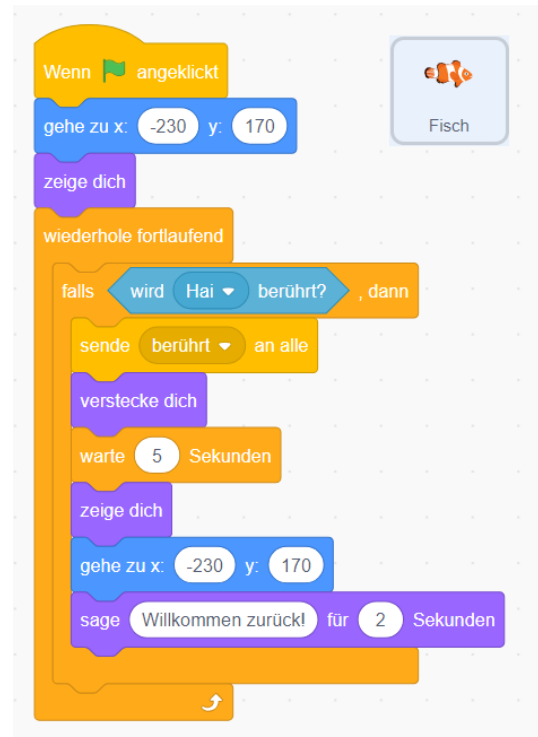 Wenn angeklickt
Fisch
gehe zu x: -230 y: 170
zeige dich
wiederhole fortlaufend
falls wird Hai berührt? , dann
sende berührt an alle
verstecke dich
warte 5 Sekunden
zeige dich
gehe zu x: -230 y: 170
sage Willkommen zurück! für 2 Sekunden